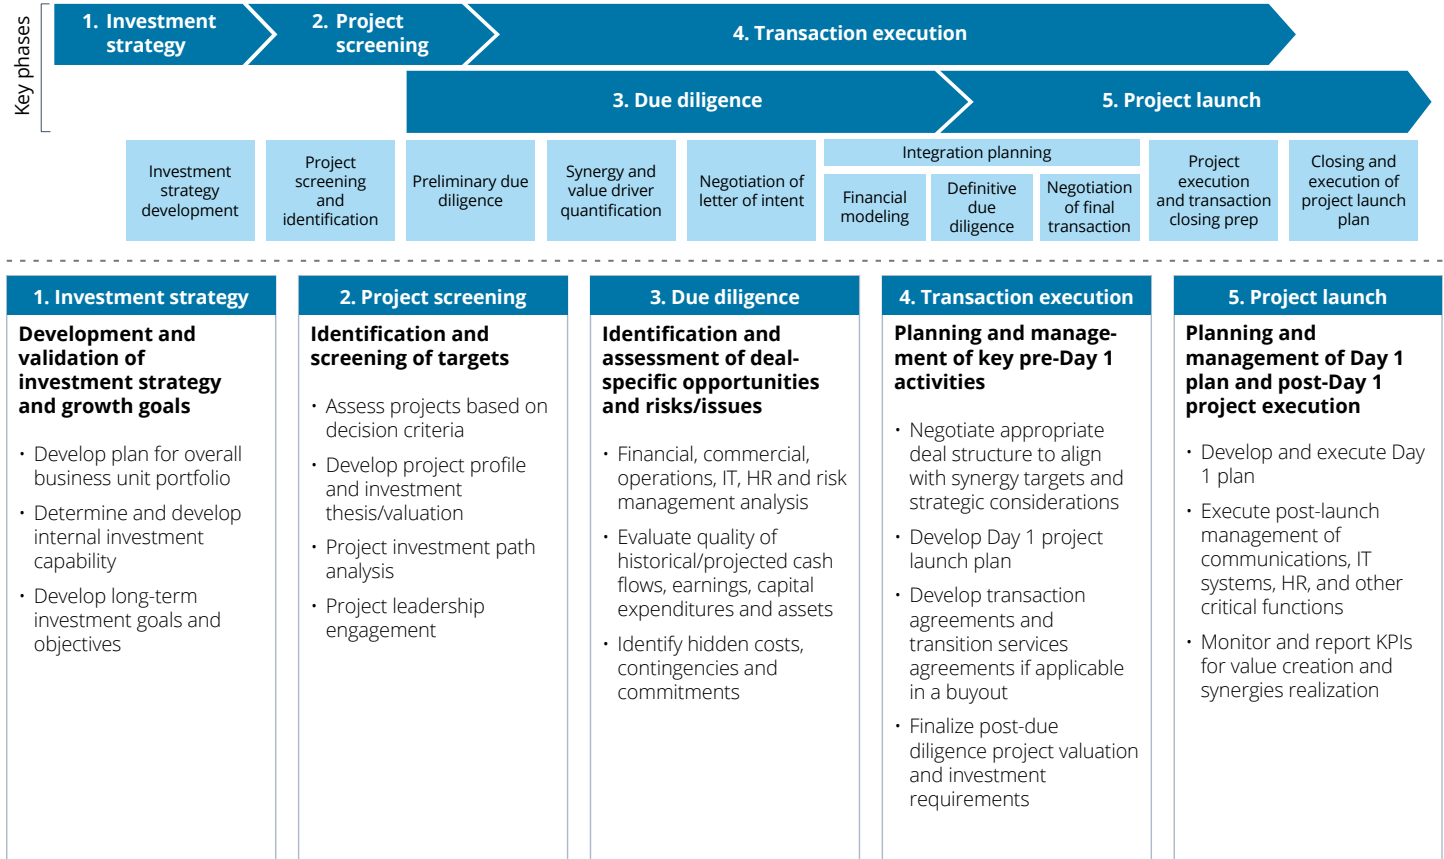 Key phases
1. Investment
strategy
2. Project
screening
4. Transaction execution
3. Due diligence
5. Project launch
Investment
strategy
development
Project
screening
and
identification
Preliminary due
diligence
Synergy and
value driver
quantification
Negotiation of
letter of intent
Integration planning
Financial
modeling
Definitive
due
diligence
Negotiation
of final
transaction
Project
execution
and transaction
closing prep
Closing and
execution of
project launch
plan
1. Investment strategy
Development and
validation of
investment strategy
and growth goals
• Develop plan for overall
business unit portfolio
• Determine and develop
internal investment
capability
• Develop long-term
investment goals and
objectives
2. Project screening
Identification and
screening of targets
• Assess projects based on
decision criteria
• Develop project profile
and investment
thesis/valuation
• Project investment path
analysis
• Project leadership
engagement
3. Due diligence
Identification and
assessment of deal-
specific opportunities
and risks/issues
• Financial, commercial,
operations, IT, HR and risk
management analysis
• Evaluate quality of
historical/projected cash
flows, earnings, capital
expenditures and assets
• Identify hidden costs,
contingencies and
commitments
4. Transaction execution
Planning and manage-
ment of key pre-Day 1
activities
• Negotiate appropriate
deal structure to align
with synergy targets and
strategic considerations
• Develop Day 1 project
launch plan
• Develop transaction
agreements and
transition services
agreements if applicable
in a buyout
• Finalize post-due
diligence project valuation
and investment
requirements
5. Project launch
Planning and
management of Day 1
plan and post-Day 1
project execution
• Develop and execute Day
1 plan
• Execute post-launch
management of
communications, IT
systems, HR, and other
critical functions
• Monitor and report KPIs
for value creation and
synergies realization